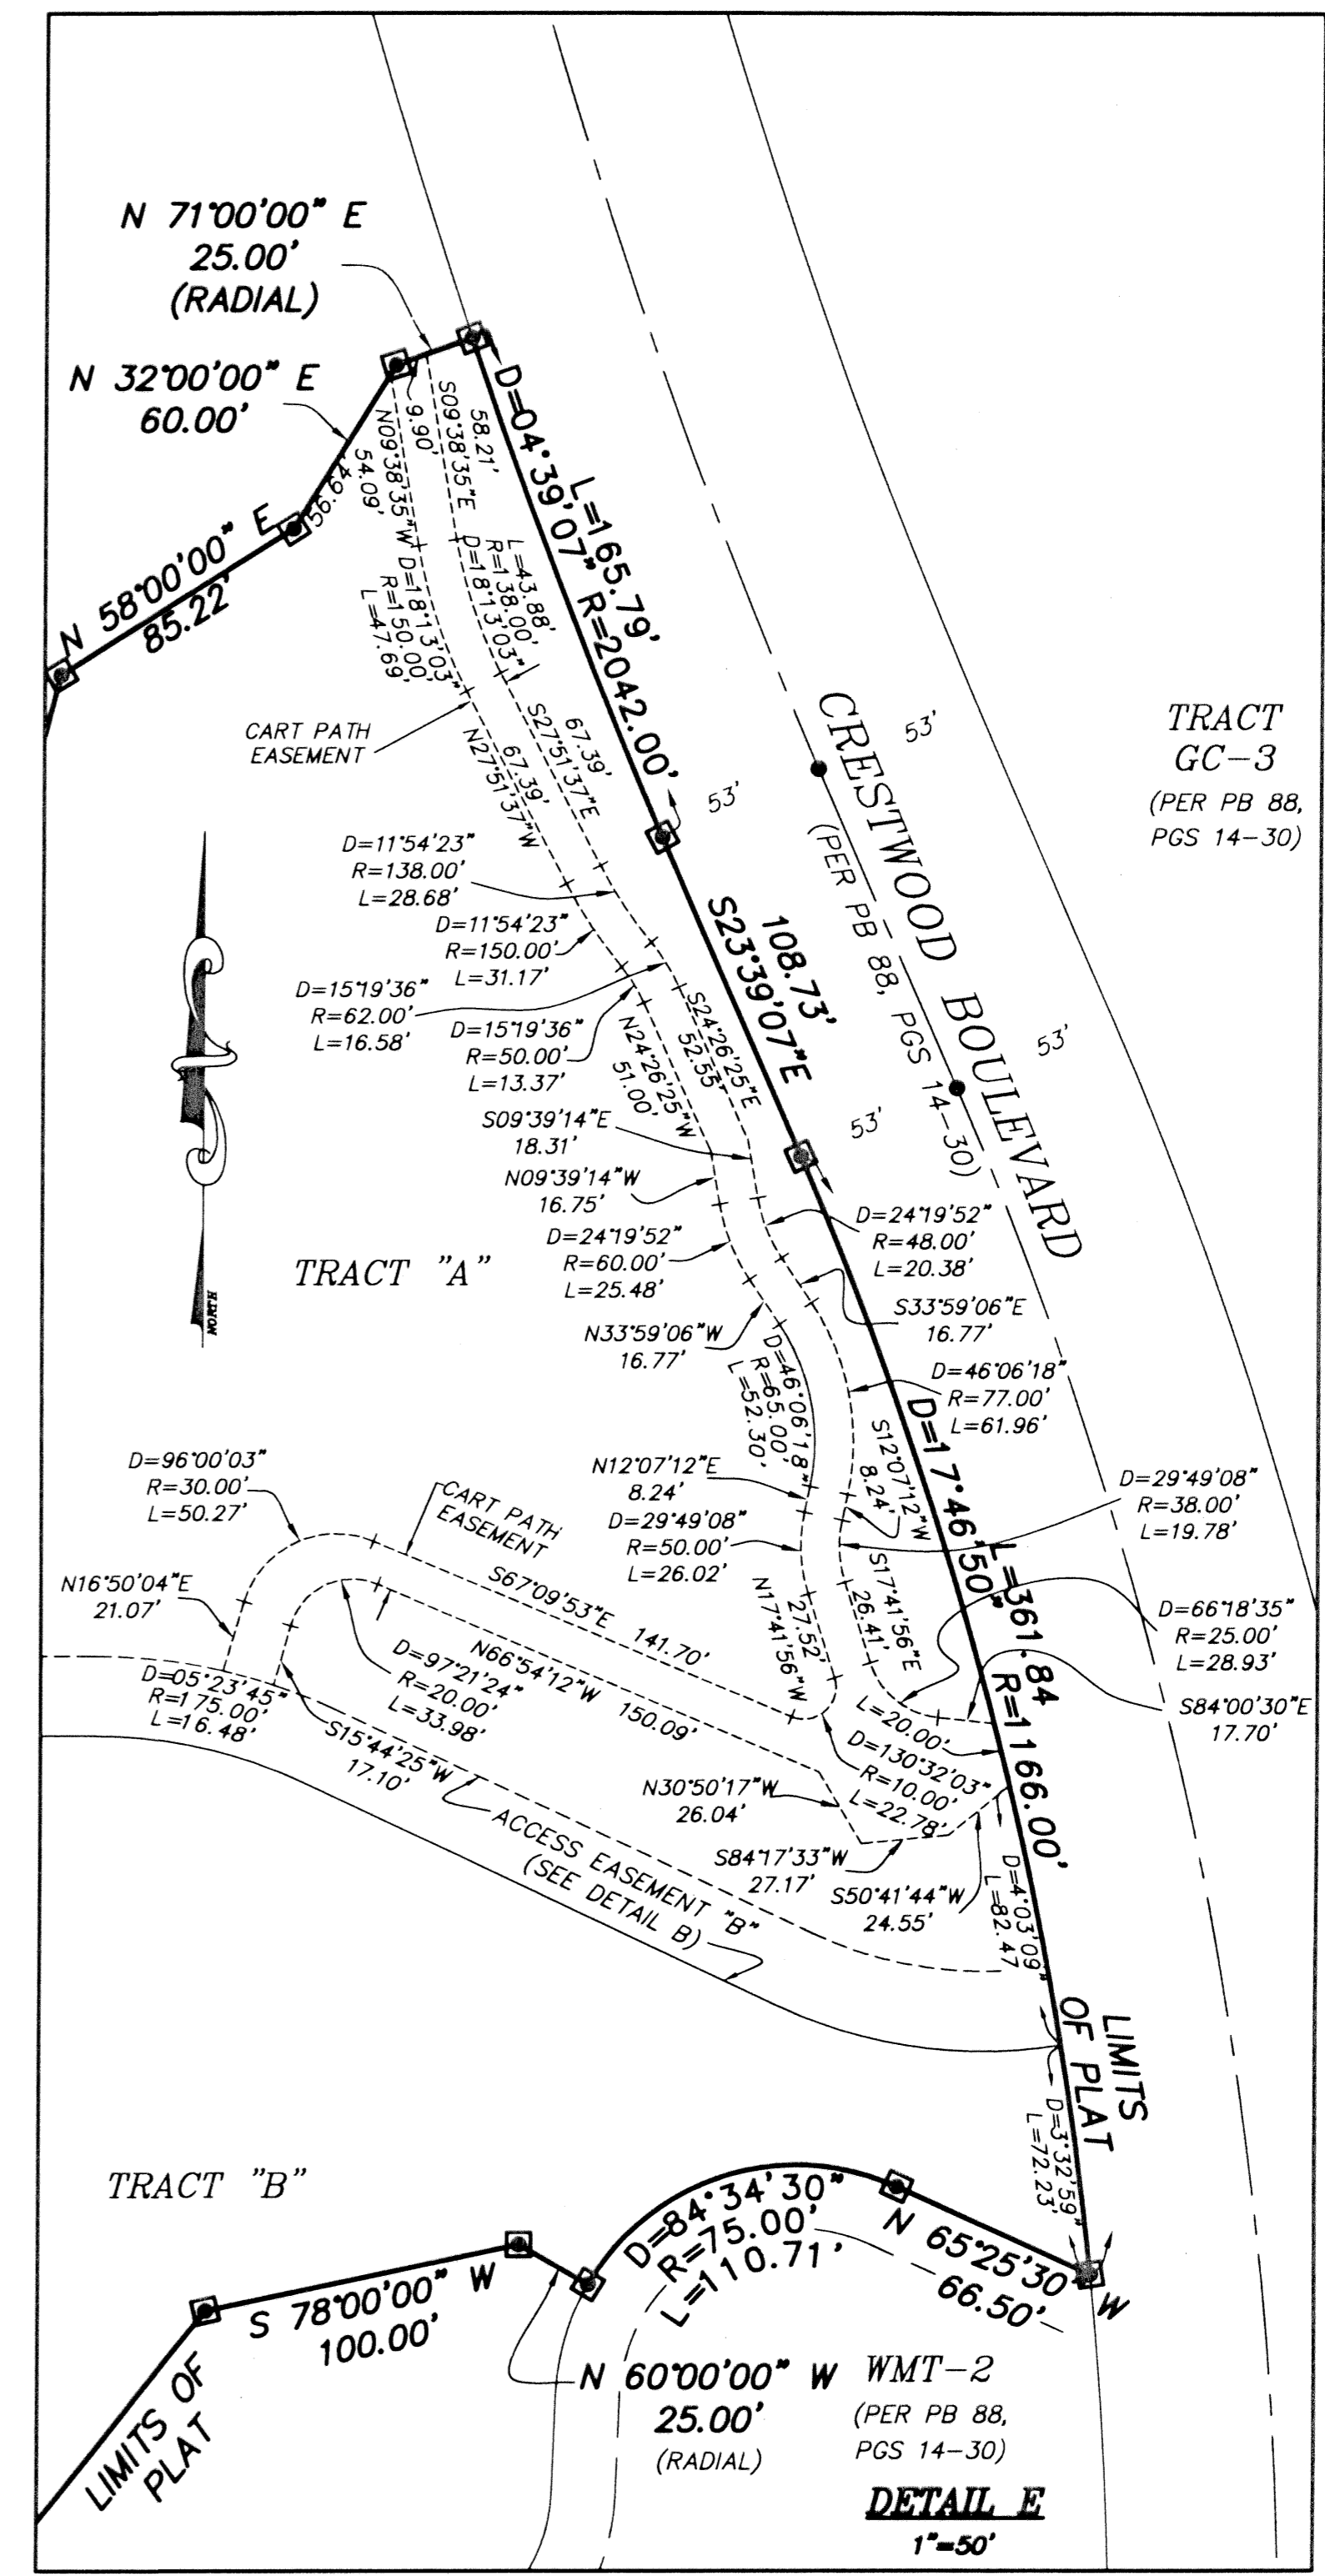 N 71°00'00" E
25.00'
(RADIAL)
N 32°00'00" E
60.00'
N 58°00'00" E
85.22'
56.64'
N09°38'35"W
54.09'
9.90'
S09°38'35"E
58.21'
D=04°39'07" R=2042.00'
L=165.79'
D=18°13'03"
R=150.00'
L=47.69'
L=43.88'
R=138.00'
D=18°13'03"
CART PATH
EASEMENT
N27°51'37"W
67.39'
S27°51'37"E
67.39'
53'
53'
CRESTWOOD BOULEVARD
(PER PB 88, PGS 14-30)
TRACT
GC-3
(PER PB 88,
PGS 14-30)
D=11°54'23"
R=138.00'
L=28.68'
D=11°54'23"
R=150.00'
L=31.17'
108.73'
S23°39'07"E
D=15°19'36"
R=62.00'
L=16.58'
D=15°19'36"
R=50.00'
L=13.37'
S24°26'25"E
52.55'
N24°26'25"W
51.00'
53'
53'
S09°39'14"E
18.31'
N09°39'14"W
16.75'
D=24°19'52"
R=60.00'
L=25.48'
D=24°19'52"
R=48.00'
L=20.38'
TRACT "A"
NORTH
S33°59'06"E
16.77'
N33°59'06"W
16.77'
D=46°06'18"
R=65.00'
L=52.30'
D=46°06'18"
R=77.00'
L=61.96'
S12°07'12"W
8.24'
D=17°46'50" R=1166.00'
L=361.84
N12°07'12"E
8.24'
D=29°49'08"
R=50.00'
L=26.02'
D=29°49'08"
R=38.00'
L=19.78'
D=96°00'03"
R=30.00'
L=50.27'
CART PATH
EASEMENT
S67°09'53"E 141.70'
N16°50'04"E
21.07'
N17°41'56"W
27.52'
S17°41'56"E
26.41'
D=66°18'35"
R=25.00'
L=28.93'
S84°00'30"E
17.70'
D=05°23'45"
R=175.00'
L=16.48'
D=97°21'24"
R=20.00'
L=33.98'
N66°54'12"W 150.09'
S15°44'25"W
17.10'
L=20.00'
D=130°32'03"
R=10.00'
L=22.78'
N30°50'17"W
26.04'
S84°17'33"W
27.17'
S50°41'44"W
24.55'
ACCESS EASEMENT "B"
(SEE DETAIL B)
D=4°03'09"
L=82.47
LIMITS
OF PLAT
D=3°32'59"
L=72.23'
TRACT "B"
D=84°34'30"
R=75.00'
L=110.71'
N 65°25'30" W
66.50'
S 78°00'00" W
100.00'
N 60°00'00" W
25.00'
(RADIAL)
WMT-2
(PER PB 88,
PGS 14-30)
LIMITS OF
PLAT
DETAIL E
1"=50'